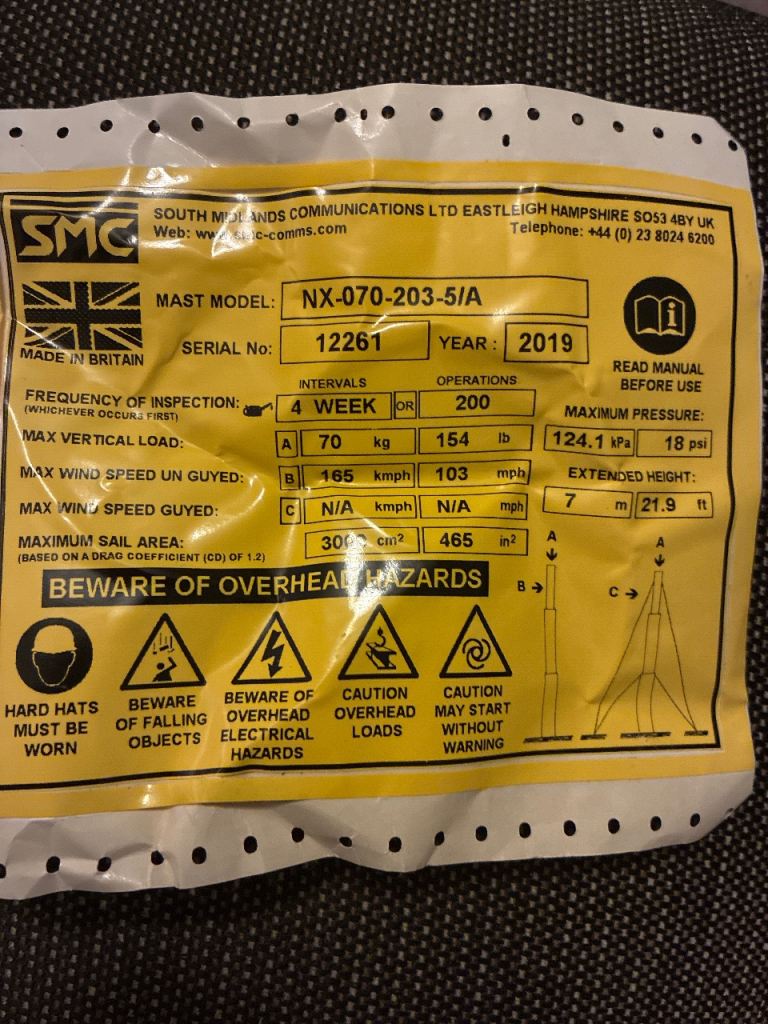 SMC
SOUTH MIDLANDS COMMUNICATIONS LTD EASTLEIGH HAMPSHIRE SO53 4BY UK
Web: www.smc-comms.com Telephone: +44 (0) 23 8024 6200
MAST MODEL: NX-070-203-5/A
MADE IN BRITAIN
SERIAL No: 12261 YEAR : 2019
READ MANUAL
BEFORE USE
INTERVALS OPERATIONS
FREQUENCY OF INSPECTION: 4 WEEK OR 200
(WHICHEVER OCCURS FIRST)
MAXIMUM PRESSURE:
MAX VERTICAL LOAD: A 70 kg 154 lb 124.1 kPa 18 psi
MAX WIND SPEED UN GUYED: B 165 kmph 103 mph
EXTENDED HEIGHT:
MAX WIND SPEED GUYED: C N/A kmph N/A mph 7 m 21.9 ft
MAXIMUM SAIL AREA: 3000 cm² 465 in²
(BASED ON A DRAG COEFFICIENT (CD) OF 1.2)
A A
BEWARE OF OVERHEAD HAZARDS
B → C →
HARD HATS
MUST BE
WORN
BEWARE
OF FALLING
OBJECTS
BEWARE OF
OVERHEAD
ELECTRICAL
HAZARDS
CAUTION
OVERHEAD
LOADS
CAUTION
MAY START
WITHOUT
WARNING